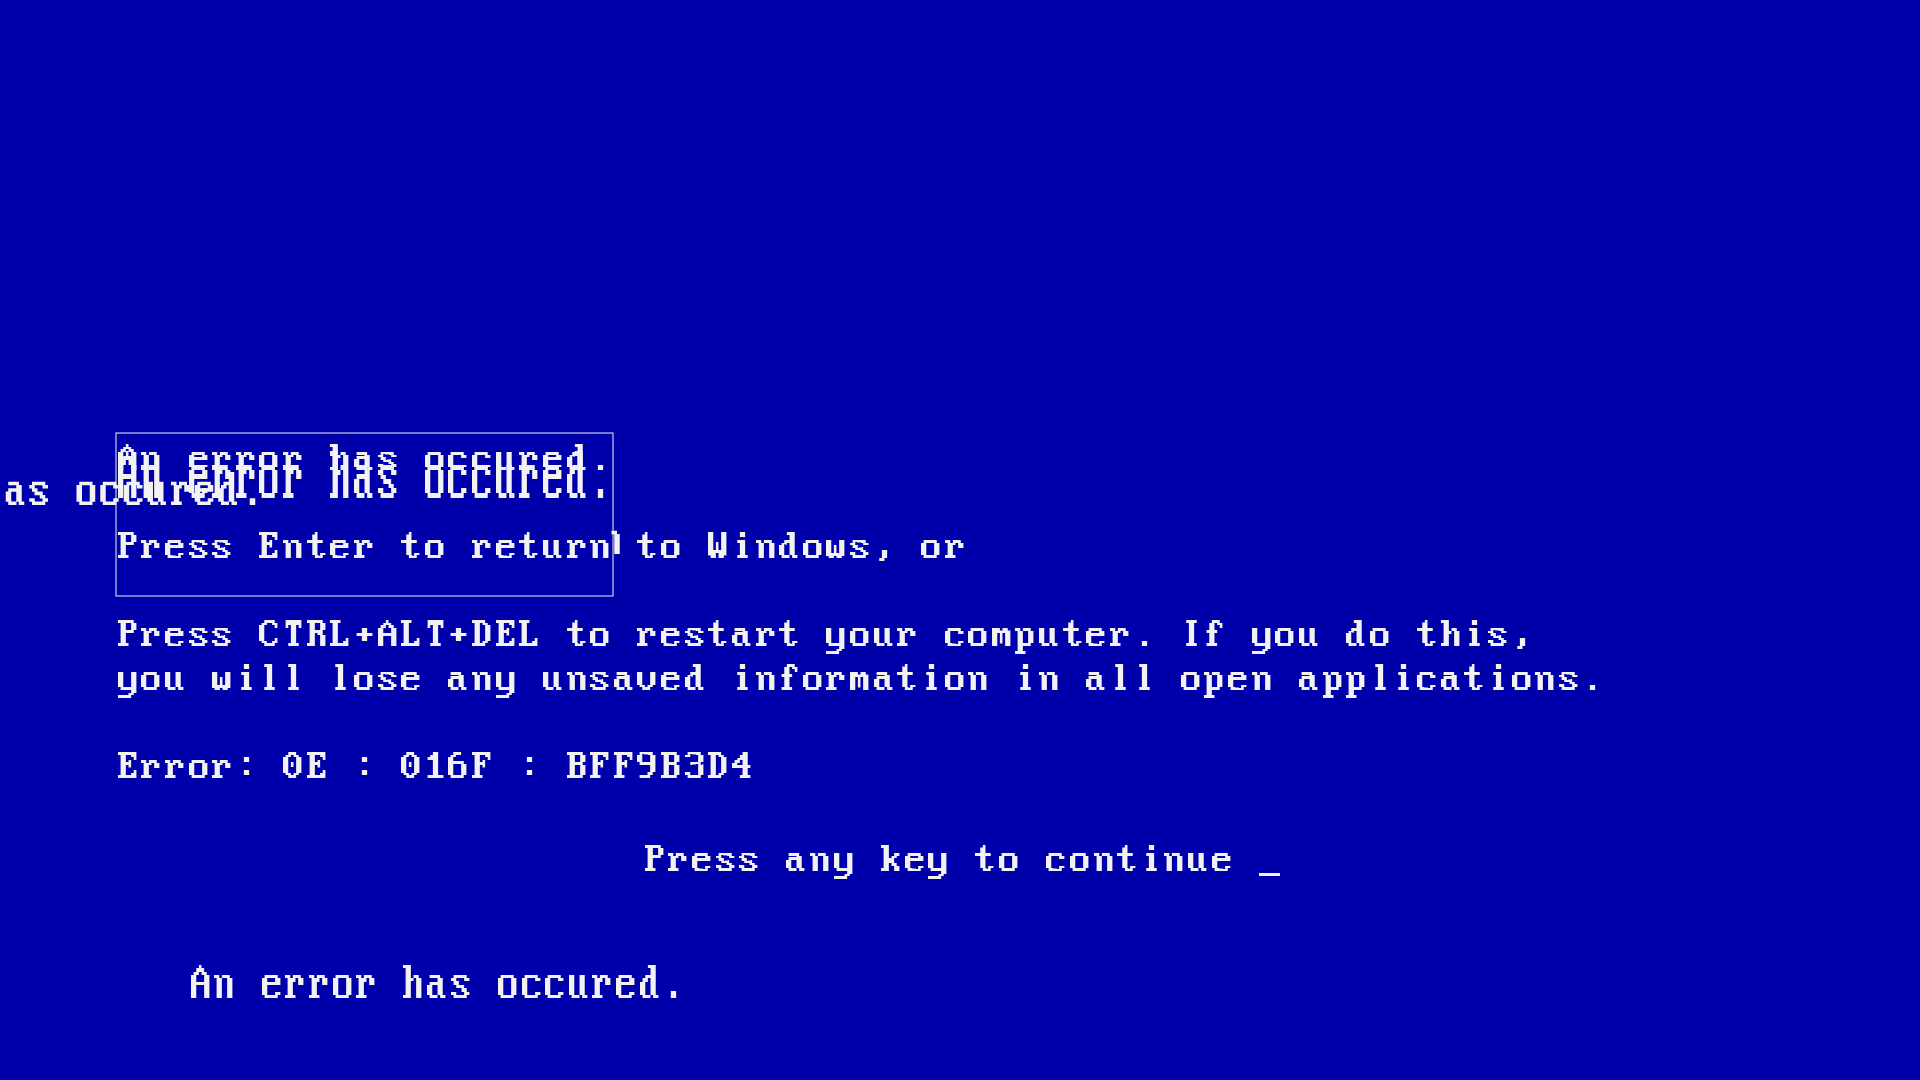 An error has occured.
An error has occured.
as occured.
Press Enter to return to Windows, or
Press CTRL+ALT+DEL to restart your computer. If you do this,
you will lose any unsaved information in all open applications.
Error: 0E : 016F : BFF9B3D4
Press any key to continue _
An error has occured.